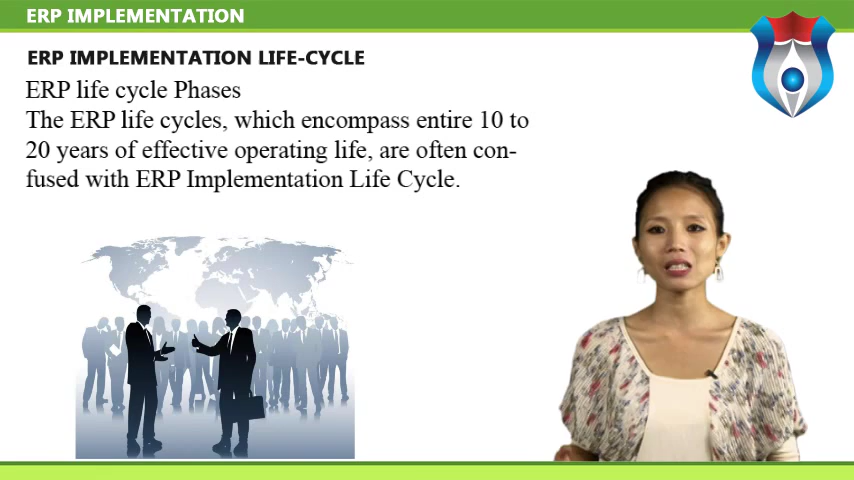 ERP IMPLEMENTATION
ERP IMPLEMENTATION LIFE-CYCLE
ERP life cycle Phases
The ERP life cycles, which encompass entire 10 to
20 years of effective operating life, are often con-
fused with ERP Implementation Life Cycle.